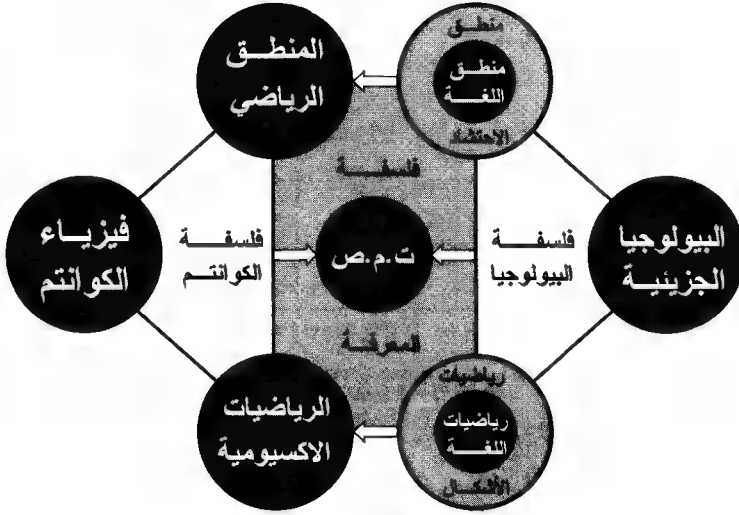 المنطق
الرياضي
منطق
منطق
اللغة
الاحتشاد
فلسفة
فيزياء
الكوانتم
فلسفة
الكوانتم
ت.م.ص
فلسفة
البيولوجيا
البيولوجيا
الجزيئية
المعرفة
الرياضيات
الاكسيومية
رياضيات
رياضيات
اللغة
الأشكال